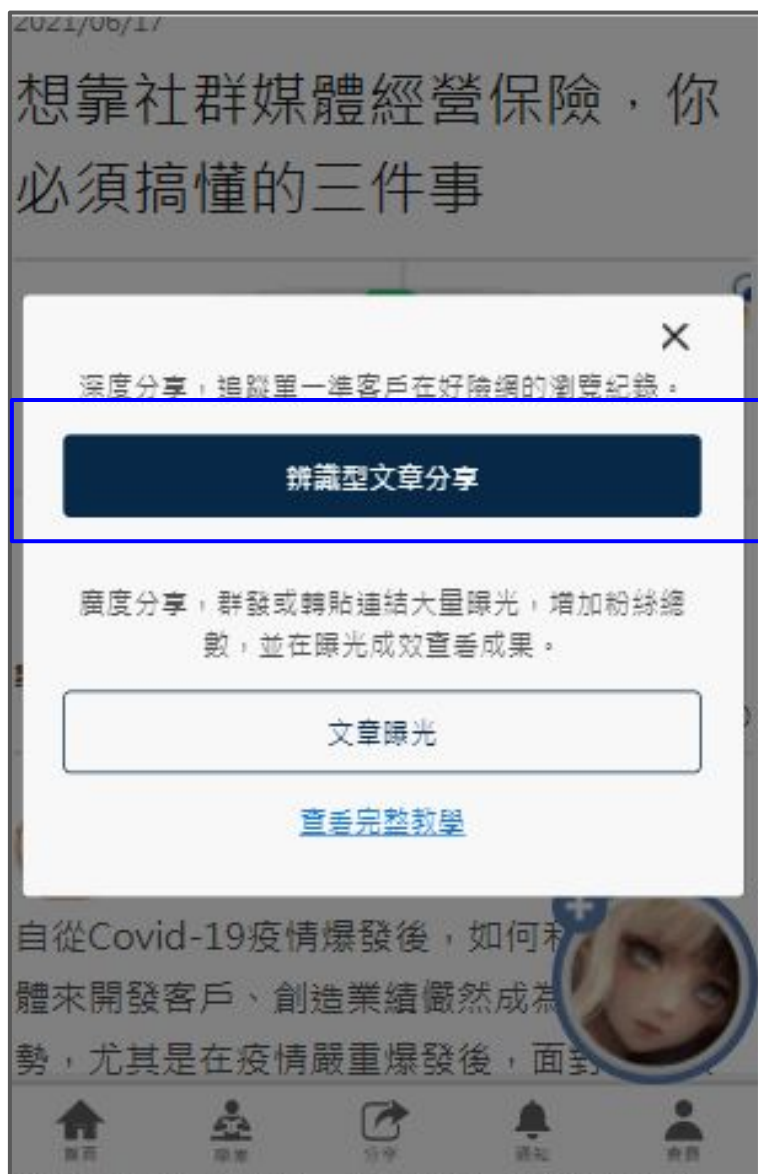 2021/06/17
想靠社群媒體經營保險，你
必須搞懂的三件事
深度分享，追蹤單一準客戶在好險網的瀏覽紀錄。
辨識型文章分享
廣度分享，群發或轉貼連結大量曝光，增加粉絲總
數，並在曝光成效查看成果。
文章曝光
查看完整教學
自從Covid-19疫情爆發後，如何
體來開發客戶、創造業績儼然成為
勢，尤其是在疫情嚴重爆發後，面對
首頁
分享
通知
會員